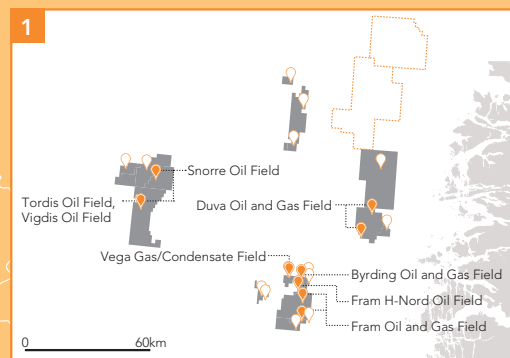 1
Snorre Oil Field
Tordis Oil Field,
Vigdis Oil Field
Duva Oil and Gas Field
Vega Gas/Condensate Field
Byrding Oil and Gas Field
Fram H-Nord Oil Field
Fram Oil and Gas Field
0 60km